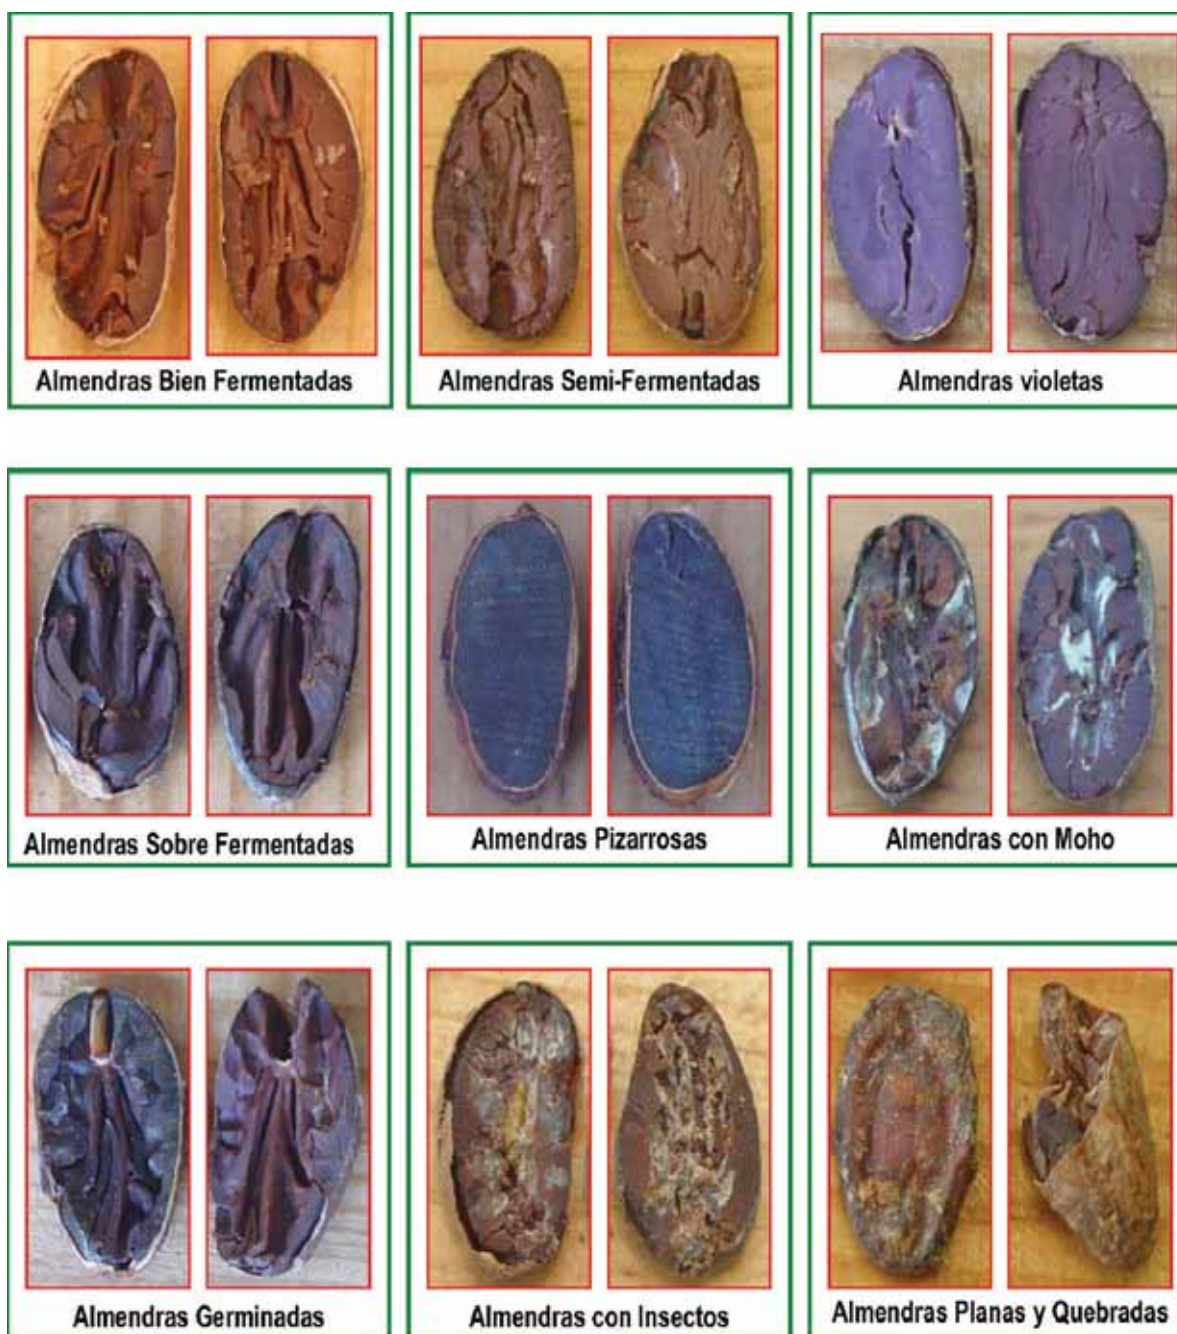 Almendras Bien Fermentadas
Almendras Semi-Fermentadas
Almendras violetas
Almendras Sobre Fermentadas
Almendras Pizarrosas
Almendras con Moho
Almendras Germinadas
Almendras con Insectos
Almendras Planas y Quebradas